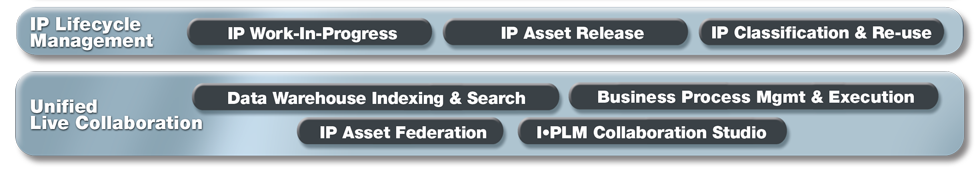 IP Lifecycle
Management
IP Work-In-Progress
IP Asset Release
IP Classification & Re-use
Unified
Live Collaboration
Data Warehouse Indexing & Search
Business Process Mgmt & Execution
IP Asset Federation
I•PLM Collaboration Studio